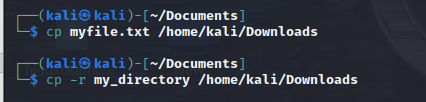 ┌──(kali㉿kali)-[~/Documents]
└─$ cp myfile.txt /home/kali/Downloads
┌──(kali㉿kali)-[~/Documents]
└─$ cp -r my_directory /home/kali/Downloads